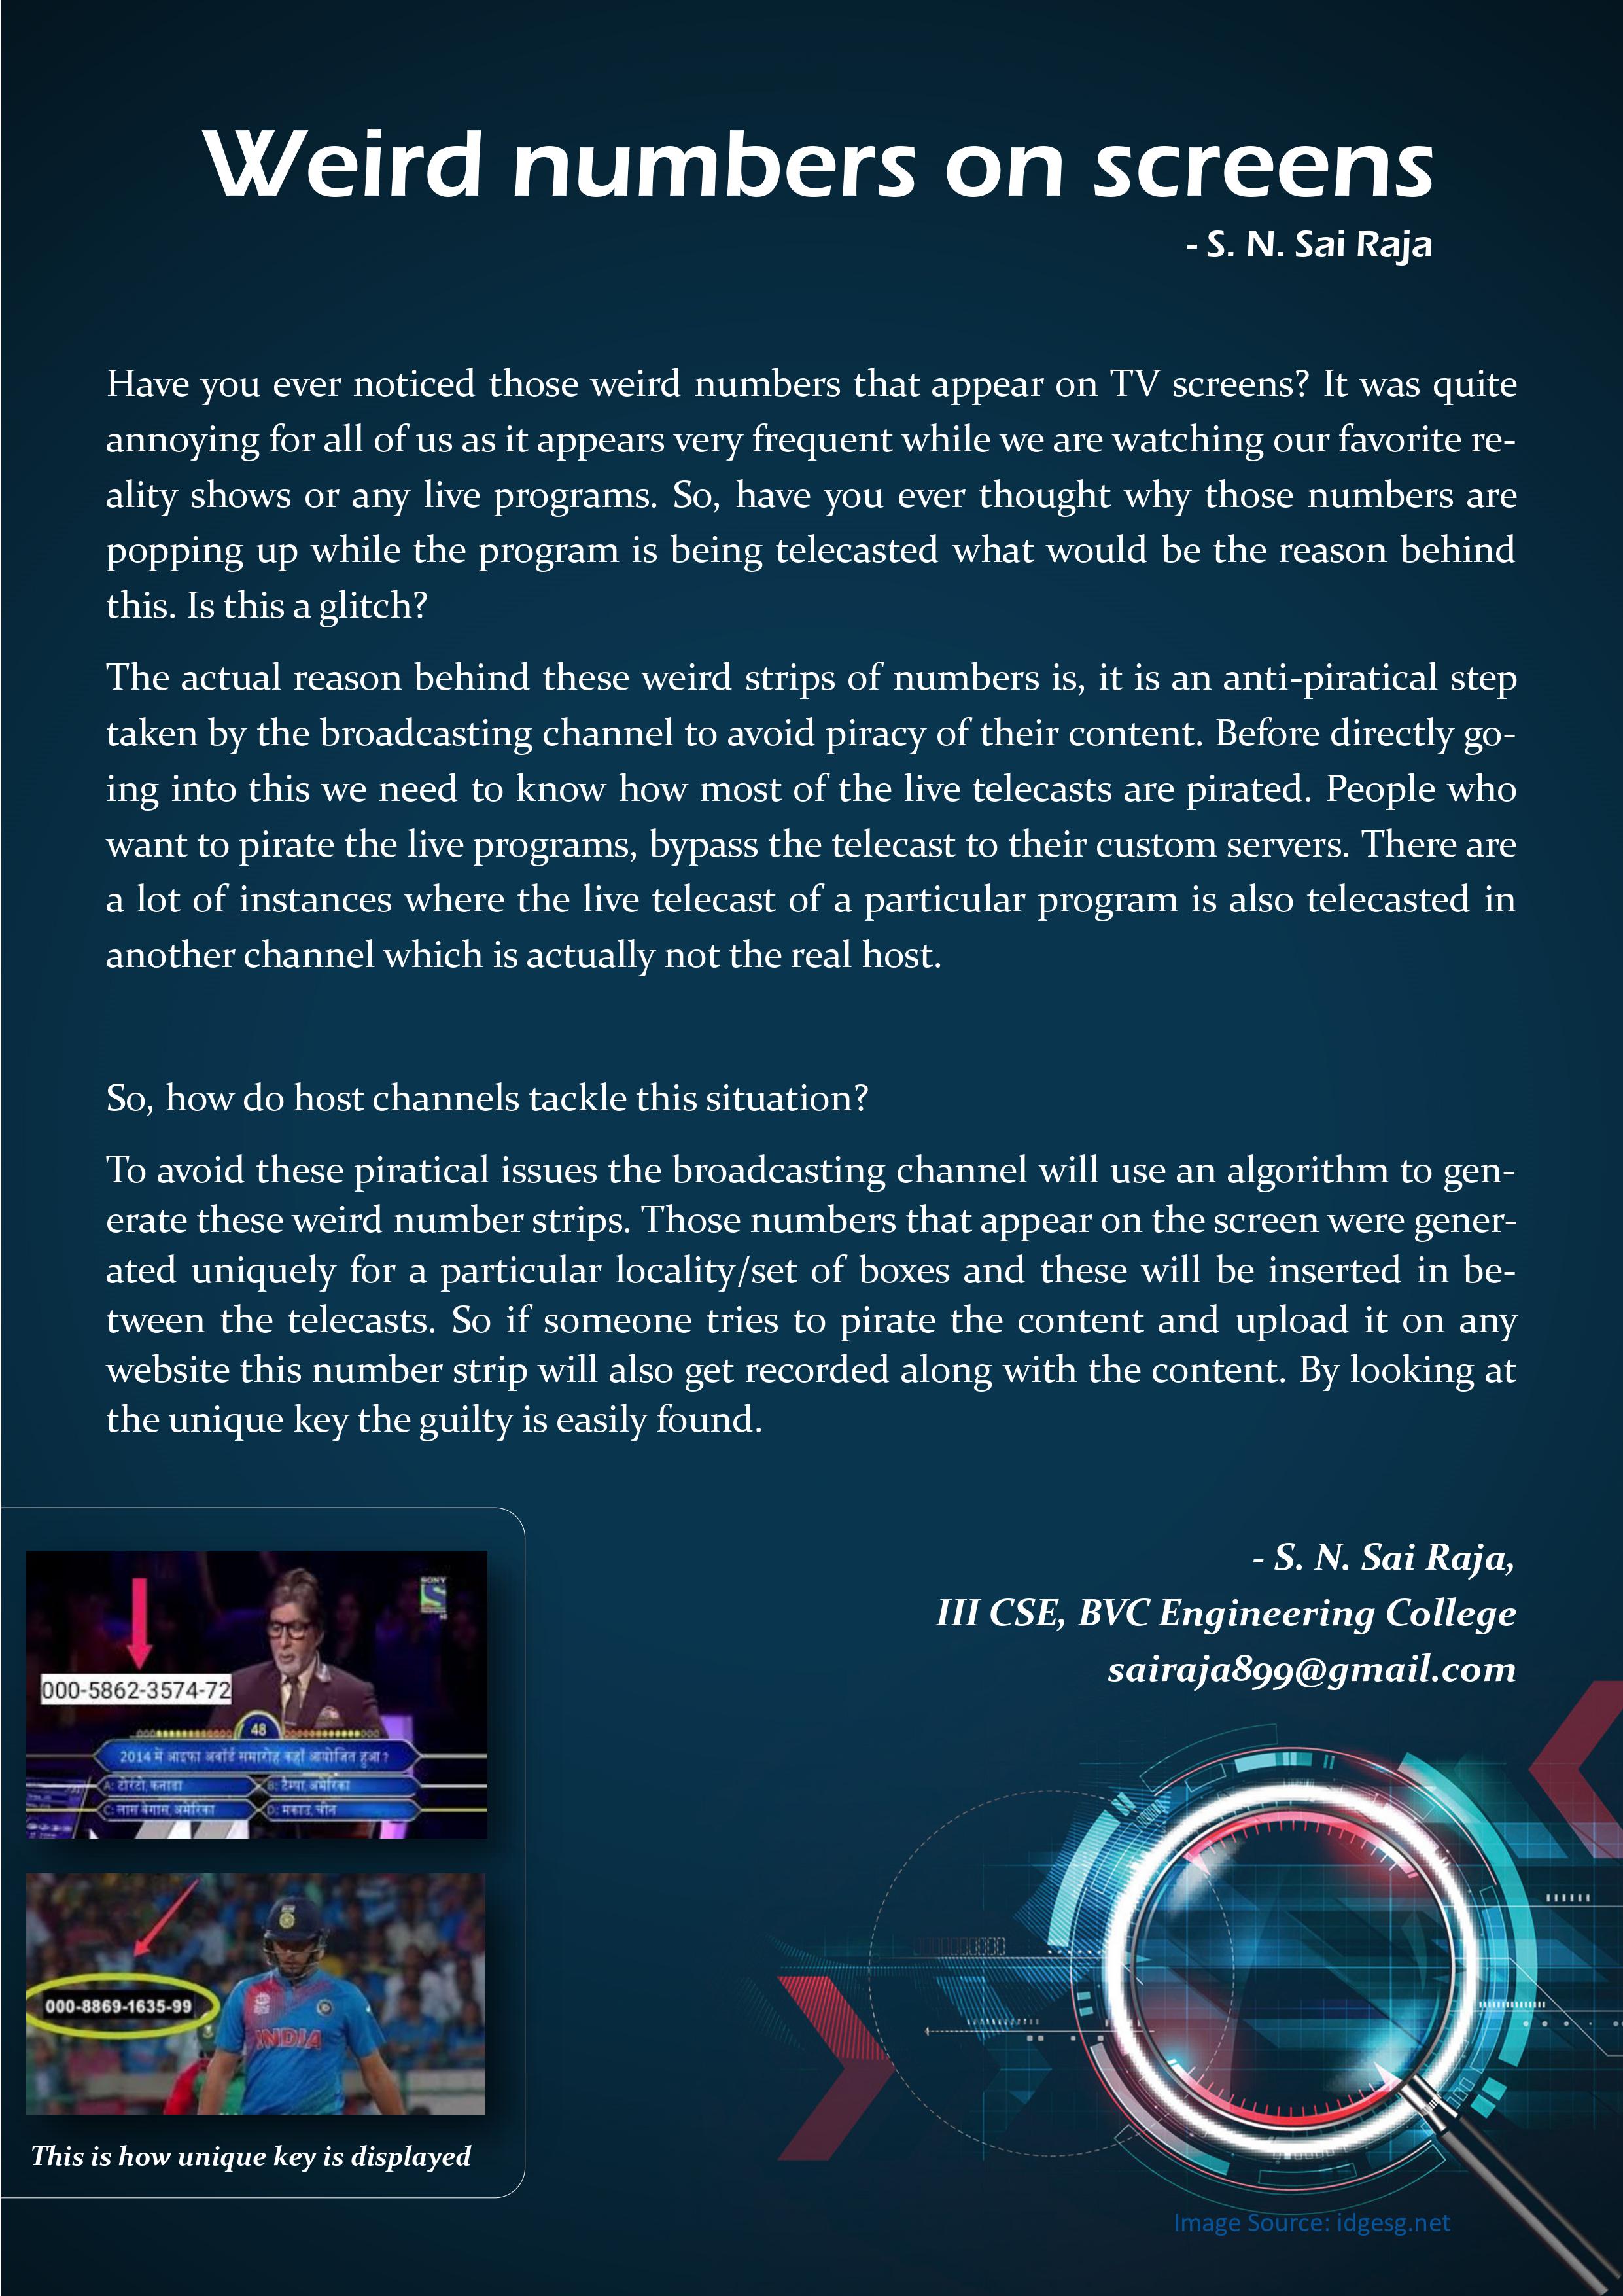 Weird numbers on screens
- S. N. Sai Raja
Have you ever noticed those weird numbers that appear on TV screens? It was quite
annoying for all of us as it appears very frequent while we are watching our favorite re-
ality shows or any live programs. So, have you ever thought why those numbers are
popping up while the program is being telecasted what would be the reason behind
this. Is this a glitch?
The actual reason behind these weird strips of numbers is, it is an anti-piratical step
taken by the broadcasting channel to avoid piracy of their content. Before directly go-
ing into this we need to know how most of the live telecasts are pirated. People who
want to pirate the live programs, bypass the telecast to their custom servers. There are
a lot of instances where the live telecast of a particular program is also telecasted in
another channel which is actually not the real host.
So, how do host channels tackle this situation?
To avoid these piratical issues the broadcasting channel will use an algorithm to gen-
erate these weird number strips. Those numbers that appear on the screen were gener-
ated uniquely for a particular locality/set of boxes and these will be inserted in be-
tween the telecasts. So if someone tries to pirate the content and upload it on any
website this number strip will also get recorded along with the content. By looking at
the unique key the guilty is easily found.
- S. N. Sai Raja,
III CSE, BVC Engineering College
sairaja899@gmail.com
SONY
000-5862-3574-72
48
2014 में आइफा अवॉर्ड समारोह कहाँ आयोजित हुआ?
A: टोरंटो, कनाडा
B: टैम्पा, अमेरिका
C: लास वेगास, अमेरिका
D: मकाउ, चीन
000-8869-1635-99
INDIA
This is how unique key is displayed
Image Source: idgesg.net